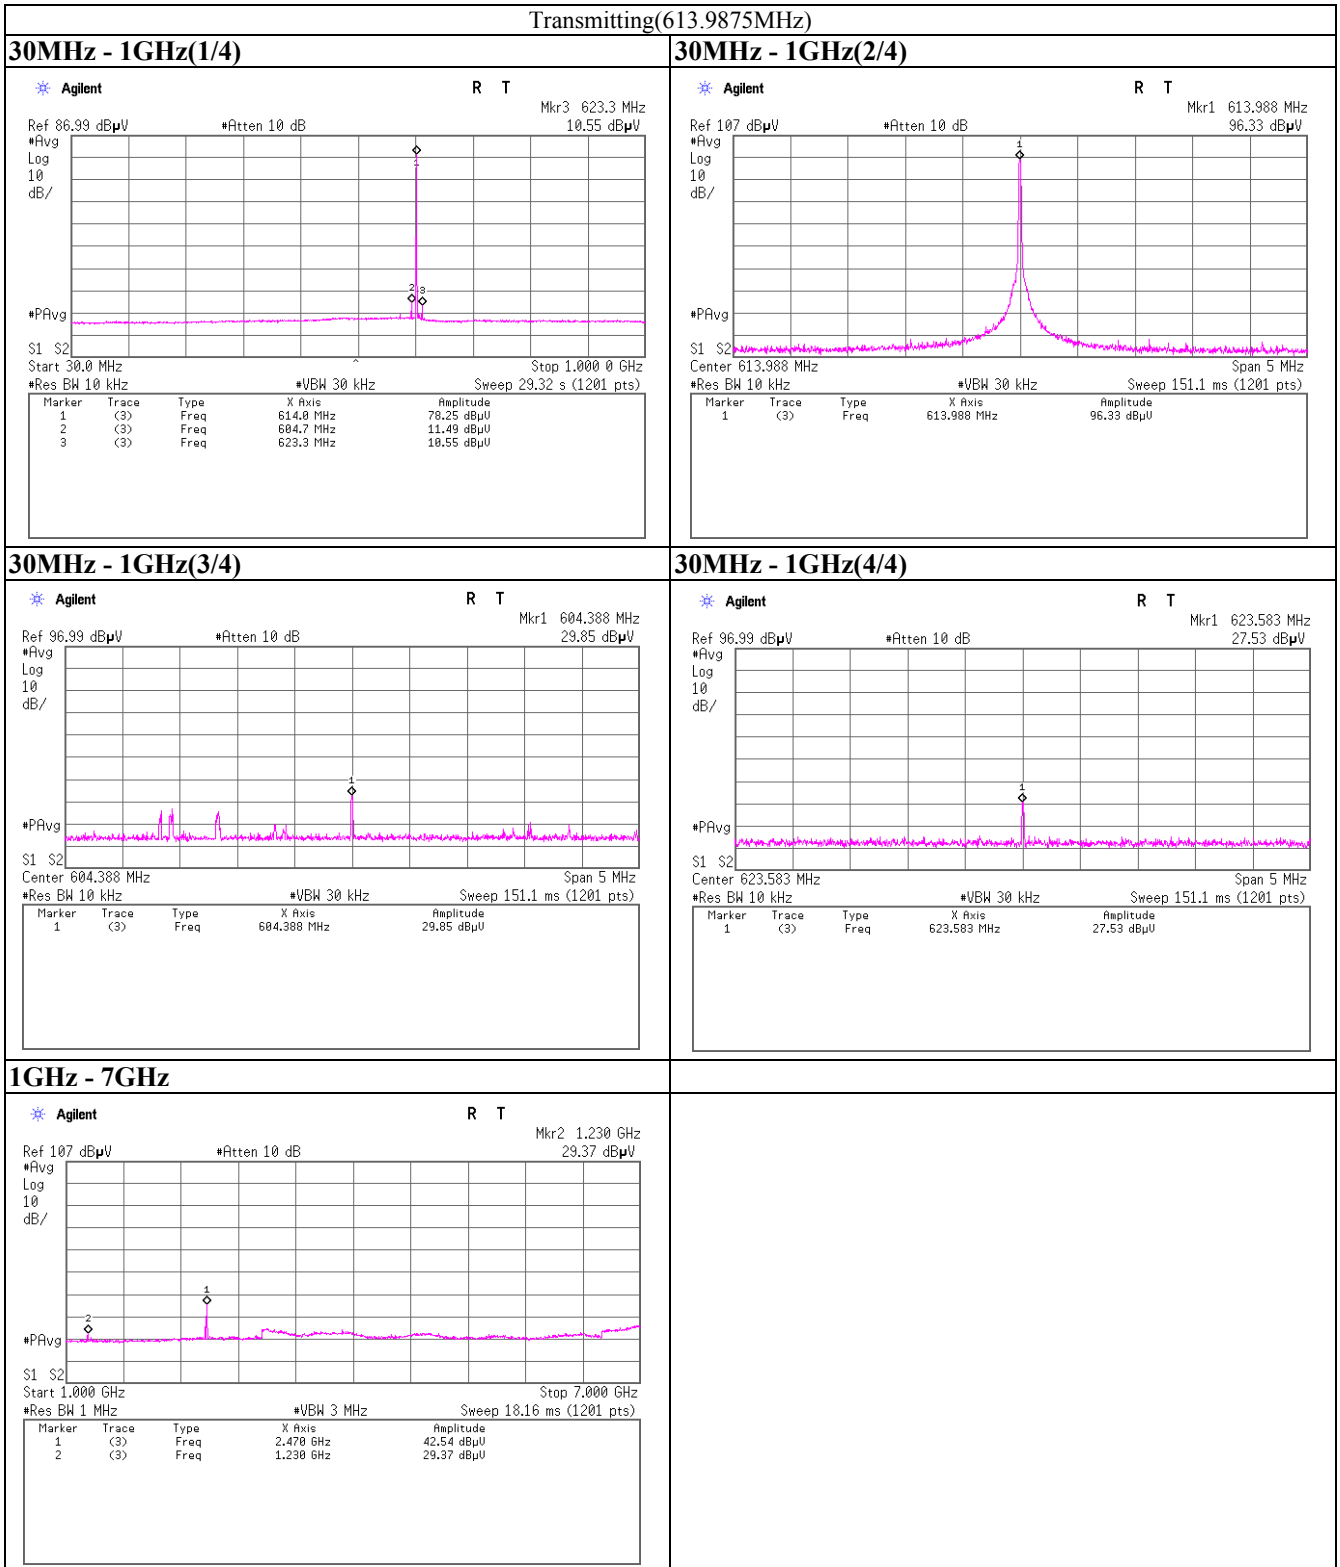 Transmitting(613.9875MHz)
30MHz - 1GHz(1/4)
Agilent R T
Mkr3 623.3 MHz
Ref 86.99 dBµV #Atten 10 dB 10.55 dBµV
#Avg
Log
10
dB/
1
2
3
#PAvg
S1 S2
Start 30.0 MHz Stop 1.000 0 GHz
#Res BW 10 kHz #VBW 30 kHz Sweep 29.32 s (1201 pts)
Marker Trace Type X Axis Amplitude
1 (3) Freq 614.0 MHz 78.25 dBµV
2 (3) Freq 604.7 MHz 11.49 dBµV
3 (3) Freq 623.3 MHz 10.55 dBµV
30MHz - 1GHz(2/4)
Agilent R T
Mkr1 613.988 MHz
Ref 107 dBµV #Atten 10 dB 96.33 dBµV
#Avg
Log
10
dB/
1
#PAvg
S1 S2
Center 613.988 MHz Span 5 MHz
#Res BW 10 kHz #VBW 30 kHz Sweep 151.1 ms (1201 pts)
Marker Trace Type X Axis Amplitude
1 (3) Freq 613.988 MHz 96.33 dBµV
30MHz - 1GHz(3/4)
Agilent R T
Mkr1 604.388 MHz
Ref 96.99 dBµV #Atten 10 dB 29.85 dBµV
#Avg
Log
10
dB/
1
#PAvg
S1 S2
Center 604.388 MHz Span 5 MHz
#Res BW 10 kHz #VBW 30 kHz Sweep 151.1 ms (1201 pts)
Marker Trace Type X Axis Amplitude
1 (3) Freq 604.388 MHz 29.85 dBµV
30MHz - 1GHz(4/4)
Agilent R T
Mkr1 623.583 MHz
Ref 96.99 dBµV #Atten 10 dB 27.53 dBµV
#Avg
Log
10
dB/
1
#PAvg
S1 S2
Center 623.583 MHz Span 5 MHz
#Res BW 10 kHz #VBW 30 kHz Sweep 151.1 ms (1201 pts)
Marker Trace Type X Axis Amplitude
1 (3) Freq 623.583 MHz 27.53 dBµV
1GHz - 7GHz
Agilent R T
Mkr2 1.230 GHz
Ref 107 dBµV #Atten 10 dB 29.37 dBµV
#Avg
Log
10
dB/
1
2
#PAvg
S1 S2
Start 1.000 GHz Stop 7.000 GHz
#Res BW 1 MHz #VBW 3 MHz Sweep 18.16 ms (1201 pts)
Marker Trace Type X Axis Amplitude
1 (3) Freq 2.470 GHz 42.54 dBµV
2 (3) Freq 1.230 GHz 29.37 dBµV